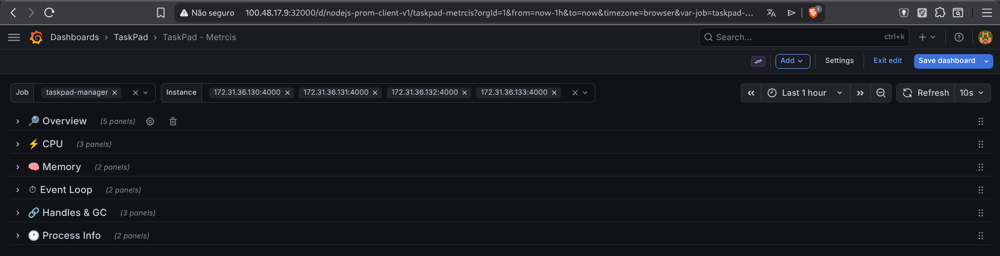 Não seguro 100.48.17.9:32000/d/nodejs-prom-client-v1/taskpad-metrcis?orgId=1&from=now-1h&to=now&timezone=browser&var-job=taskpad-... 1
Dashboards › TaskPad › TaskPad - Metrcis Search... ctrl+k
Add Settings Exit edit Save dashboard
Job taskpad-manager Instance 172.31.36.130:4000 172.31.36.131:4000 172.31.36.132:4000 172.31.36.133:4000 Last 1 hour Refresh 10s
🔎 Overview (5 panels)
⚡ CPU (3 panels)
🧠 Memory (2 panels)
⏱ Event Loop (2 panels)
🔗 Handles & GC (3 panels)
🕐 Process Info (2 panels)